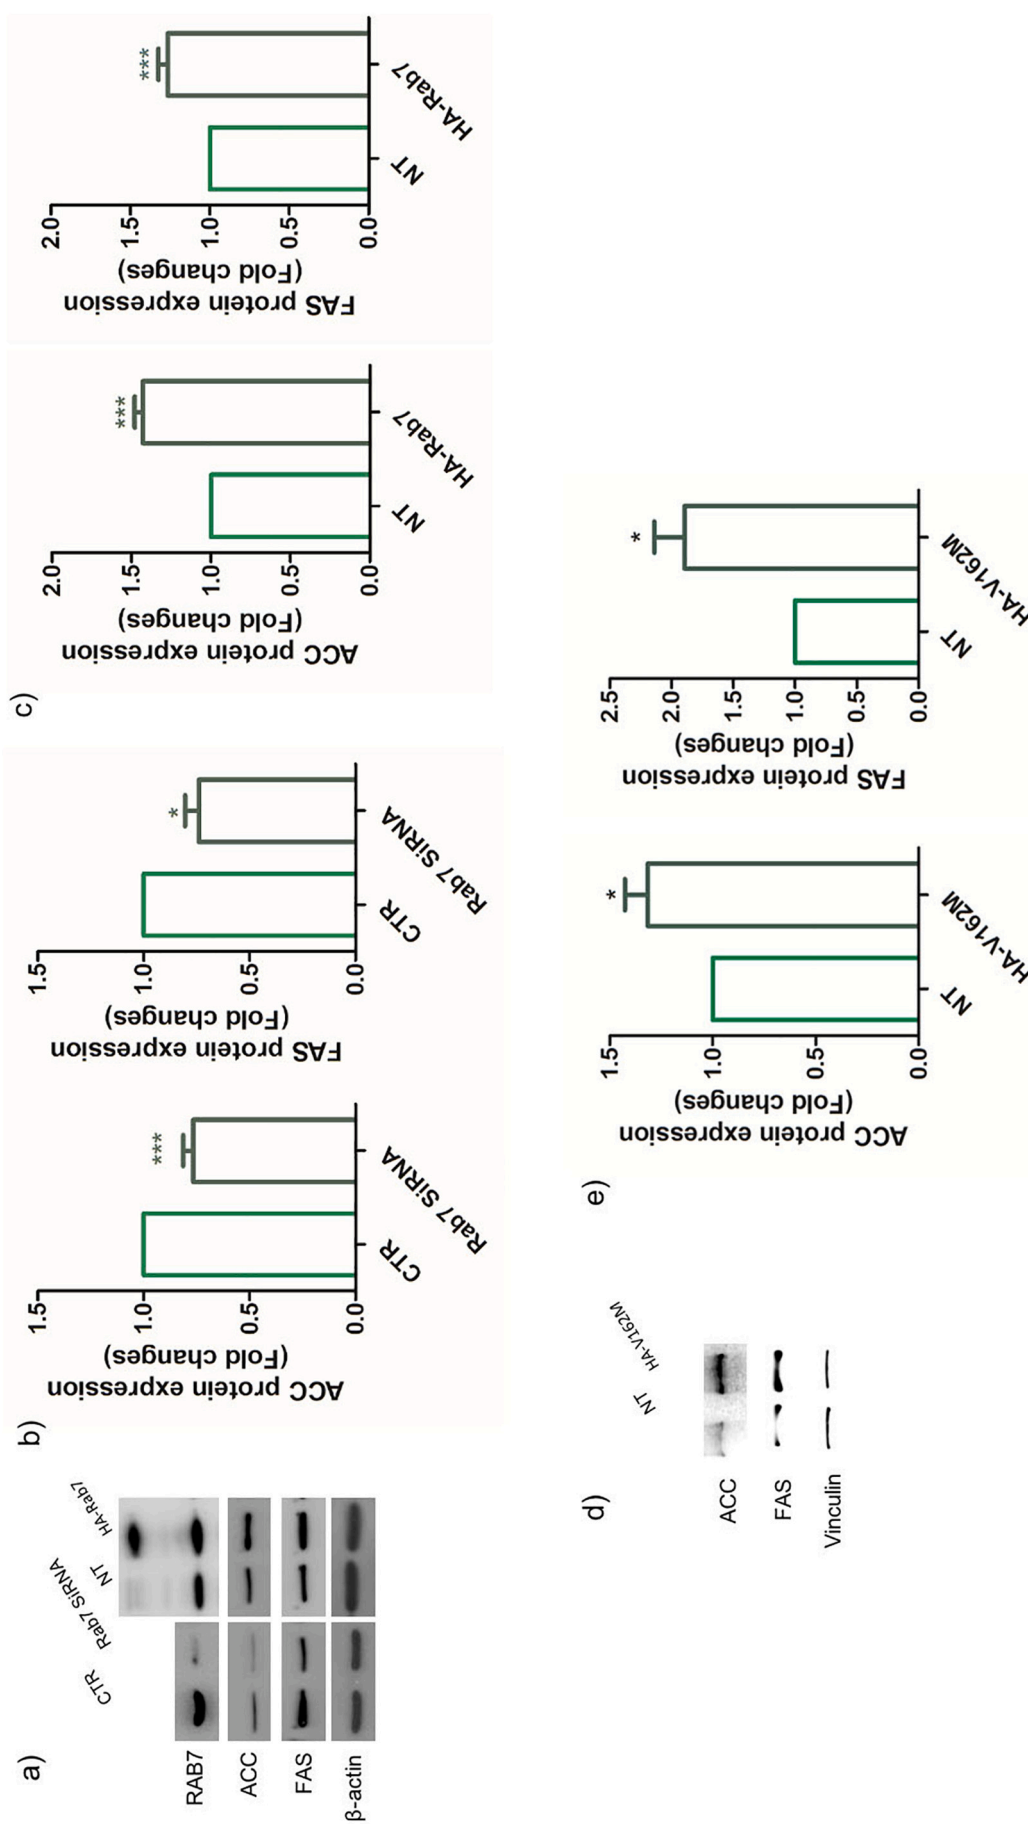 a)
CTR
Rab7 SiRNA
NT
HA-Rab7
RAB7
ACC
FAS
β-actin
b)
ACC protein expression
(Fold changes)
1.5
1.0
0.5
0.0
CTR
Rab7 SiRNA
***
FAS protein expression
(Fold changes)
1.5
1.0
0.5
0.0
CTR
Rab7 SiRNA
*
c)
ACC protein expression
(Fold changes)
2.0
1.5
1.0
0.5
0.0
NT
HA-Rab7
***
FAS protein expression
(Fold changes)
2.0
1.5
1.0
0.5
0.0
NT
HA-Rab7
***
d)
NT
HA-V162M
ACC
FAS
Vinculin
e)
ACC protein expression
(Fold changes)
1.5
1.0
0.5
0.0
NT
HA-V162M
*
FAS protein expression
(Fold changes)
2.5
2.0
1.5
1.0
0.5
0.0
NT
HA-V162M
*